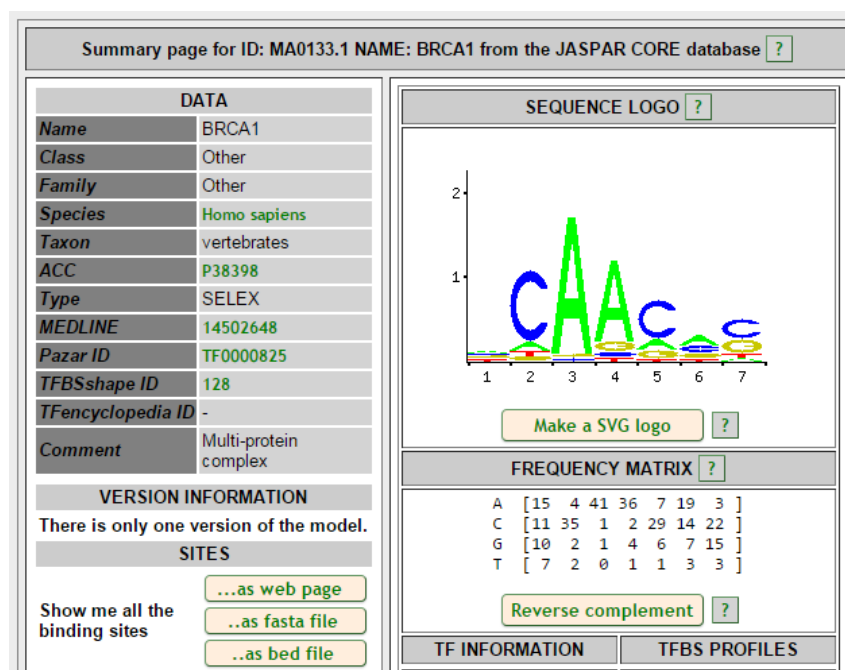 Summary page for ID: MA0133.1 NAME: BRCA1 from the JASPAR CORE database ?
DATA
Name BRCA1
Class Other
Family Other
Species Homo sapiens
Taxon vertebrates
ACC P38398
Type SELEX
MEDLINE 14502648
Pazar ID TF0000825
TFBSshape ID 128
TFencyclopedia ID -
Comment Multi-protein
complex
VERSION INFORMATION
There is only one version of the model.
SITES
Show me all the
binding sites
...as web page
..as fasta file
..as bed file
SEQUENCE LOGO ?
2
1
C A A C A C
1 2 3 4 5 6 7
Make a SVG logo ?
FREQUENCY MATRIX ?
A [15 4 41 36 7 19 3 ]
C [11 35 1 2 29 14 22 ]
G [10 2 1 4 6 7 15 ]
T [ 7 2 0 1 1 3 3 ]
Reverse complement ?
TF INFORMATION
TFBS PROFILES